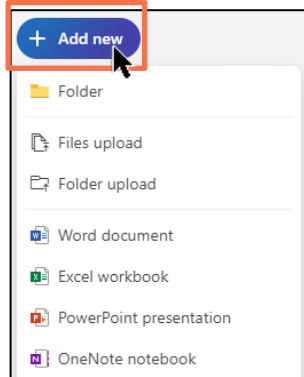 + Add new
Folder
Files upload
Folder upload
Word document
Excel workbook
PowerPoint presentation
OneNote notebook